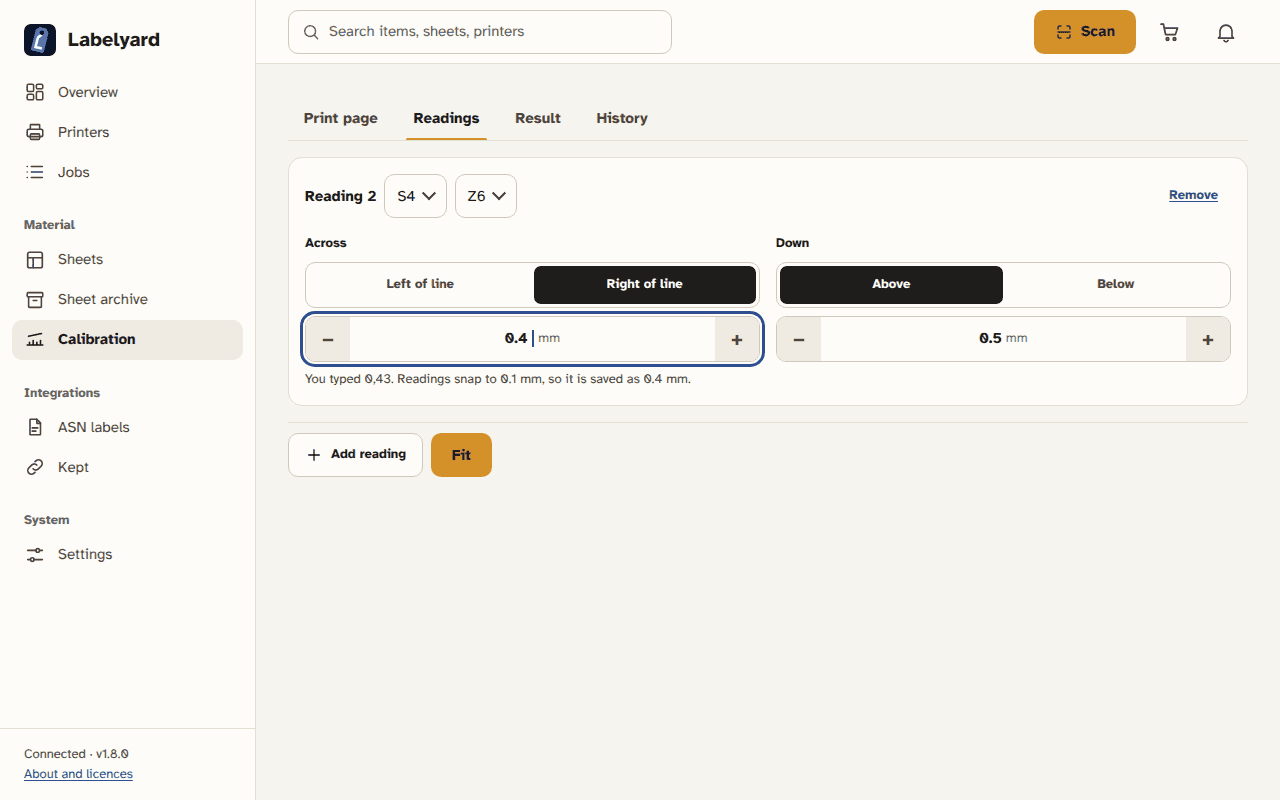 Labelyard
Search items, sheets, printers
Scan
Overview
Printers
Jobs
Material
Sheets
Sheet archive
Calibration
Integrations
ASN labels
Kept
System
Settings
Connected · v1.8.0
About and licences
Print page
Readings
Result
History
Reading 2
S4
Z6
Remove
Across
Left of line
Right of line
− 0.4 mm +
You typed 0,43. Readings snap to 0.1 mm, so it is saved as 0.4 mm.
Down
Above
Below
− 0.5 mm +
Add reading
Fit